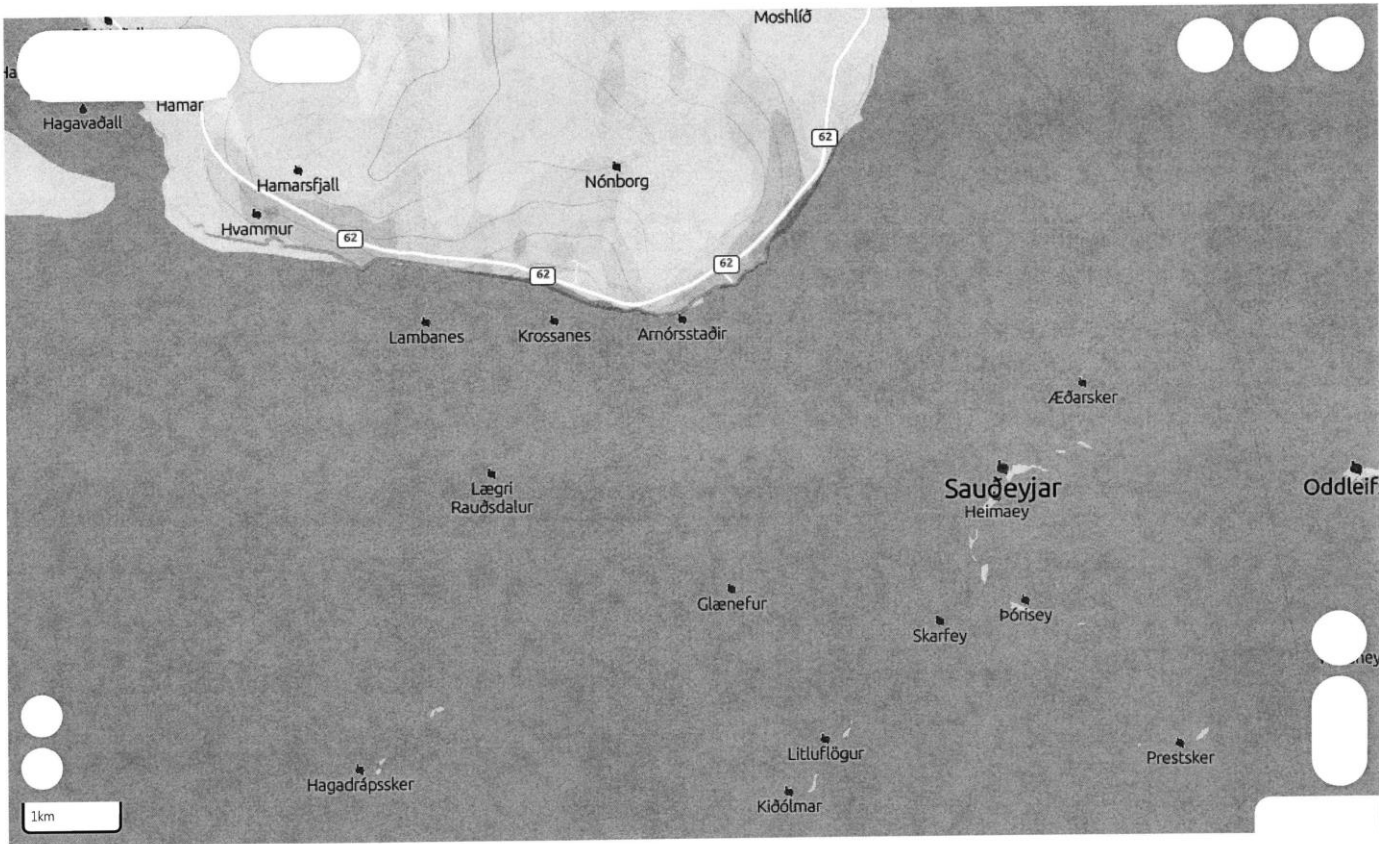 Moshlíð
Hamar
Hagavaðall
62
Hamarsfjall
Nónborg
Hvammur
62
62
62
Lambanes
Krossanes
Arnórsstaðir
Æðarsker
Lægri
Rauðsdalur
Sauðeyjar
Heimaey
Oddleif
Glænefur
Skarfey
Þórisey
Litluflögur
Prestsker
Hagadrápssker
Kiðólmar
1km